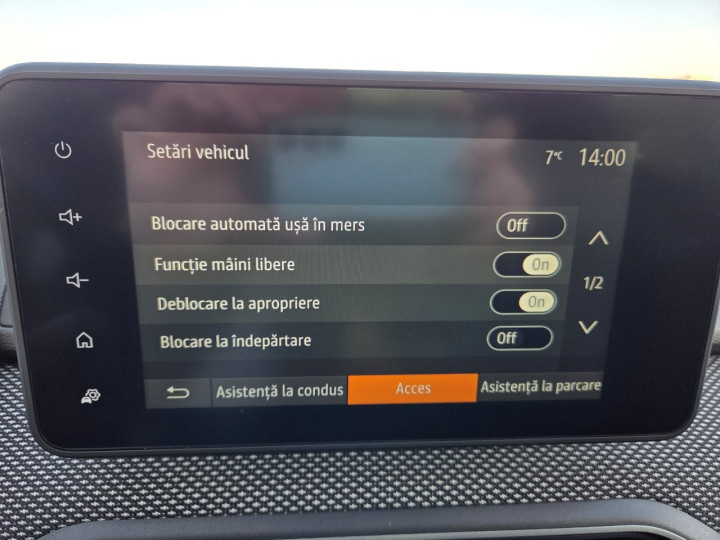 Setări vehicul
7°C 14:00
Blocare automată ușă în mers Off
Funcție mâini libere On
Deblocare la apropriere On
1/2
Blocare la îndepărtare Off
Asistență la condus Acces Asistență la parcare